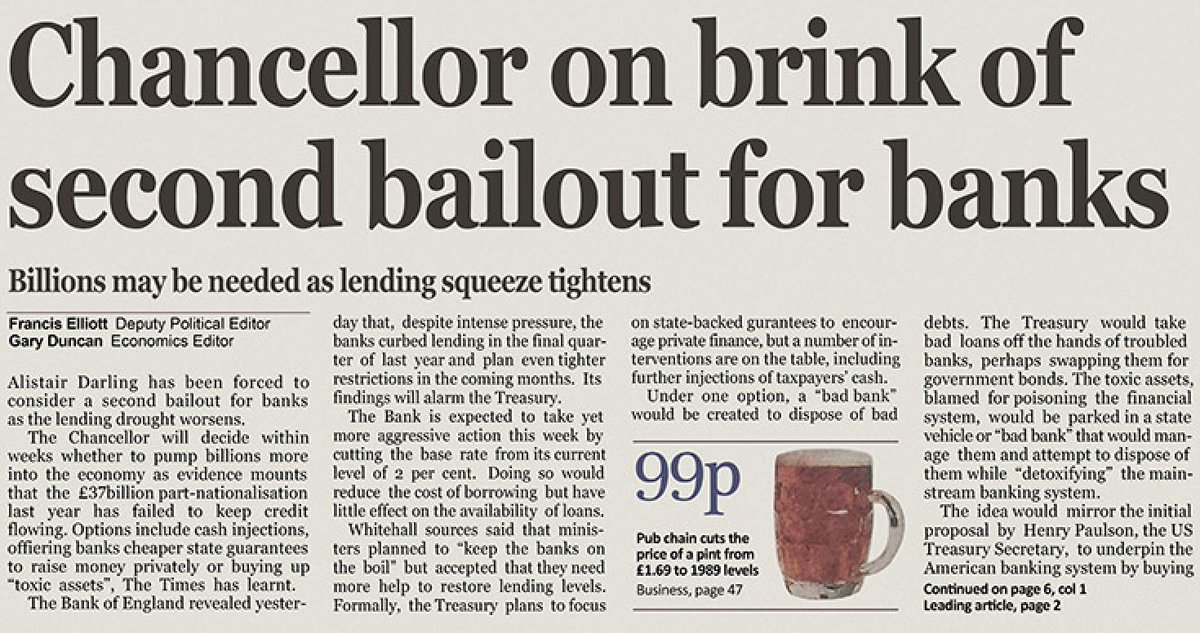 Chancellor on brink of
second bailout for banks
Billions may be needed as lending squeeze tightens
Francis Elliott Deputy Political Editor
Gary Duncan Economics Editor
Alistair Darling has been forced to
consider a second bailout for banks
as the lending drought worsens.
The Chancellor will decide within
weeks whether to pump billions more
into the economy as evidence mounts
that the £37billion part-nationalisation
last year has failed to keep credit
flowing. Options include cash injections,
offiering banks cheaper state guarantees
to raise money privately or buying up
“toxic assets”, The Times has learnt.
The Bank of England revealed yester-
day that, despite intense pressure, the
banks curbed lending in the final quar-
ter of last year and plan even tighter
restrictions in the coming months. Its
findings will alarm the Treasury.
The Bank is expected to take yet
more aggressive action this week by
cutting the base rate from its current
level of 2 per cent. Doing so would
reduce the cost of borrowing but have
little effect on the availability of loans.
Whitehall sources said that minis-
ters planned to “keep the banks on
the boil” but accepted that they need
more help to restore lending levels.
Formally, the Treasury plans to focus
on state-backed gurantees to encour-
age private finance, but a number of in-
terventions are on the table, including
further injections of taxpayers’ cash.
Under one option, a “bad bank”
would be created to dispose of bad
99p
Pub chain cuts the
price of a pint from
£1.69 to 1989 levels
Business, page 47
debts. The Treasury would take
bad loans off the hands of troubled
banks, perhaps swapping them for
government bonds. The toxic assets,
blamed for poisoning the financial
system, would be parked in a state
vehicle or “bad bank” that would man-
age them and attempt to dispose of
them while “detoxifying” the main-
stream banking system.
The idea would mirror the initial
proposal by Henry Paulson, the US
Treasury Secretary, to underpin the
American banking system by buying
Continued on page 6, col 1
Leading article, page 2